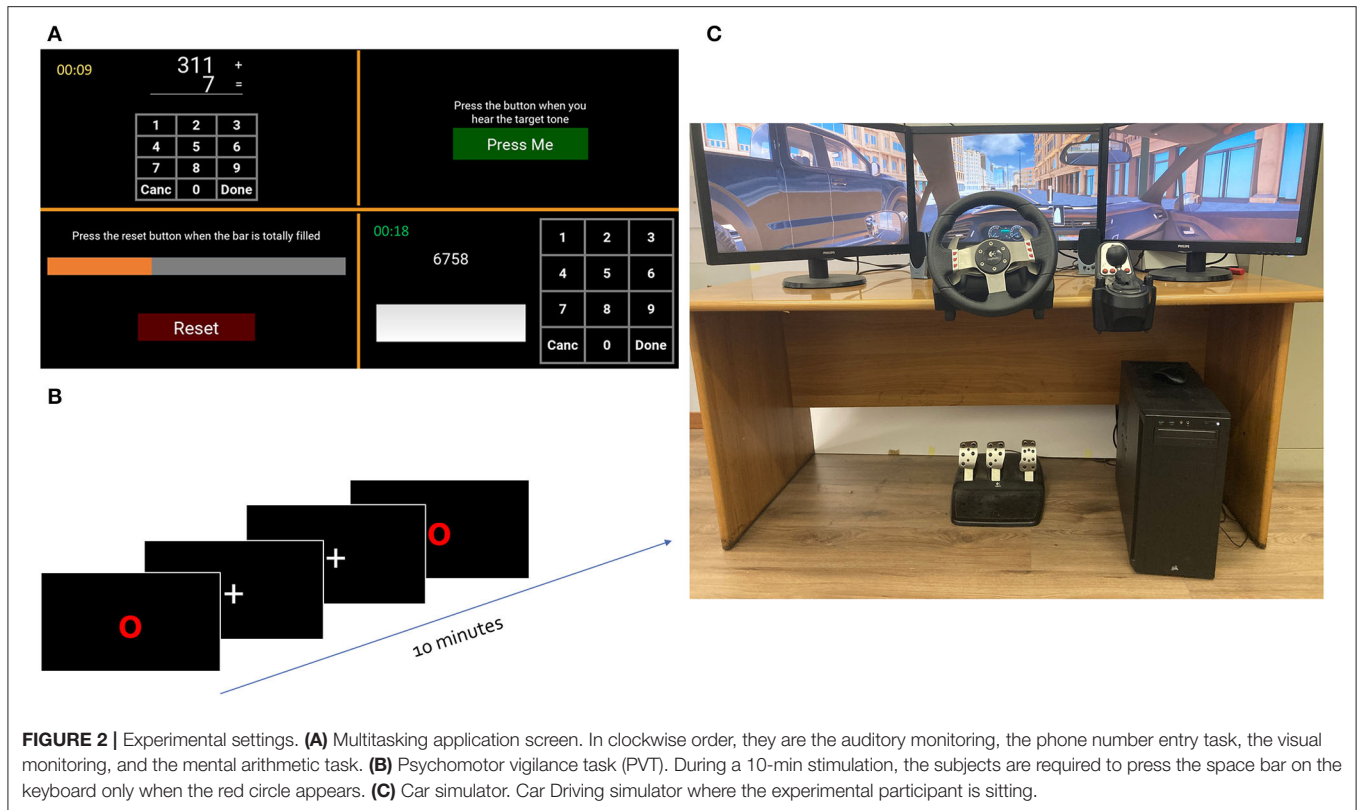 A
00:09
311 +
7 =
1 2 3
4 5 6
7 8 9
Canc 0 Done
Press the button when you
hear the target tone
Press Me
Press the reset button when the bar is totally filled
Reset
00:18
6758
1 2 3
4 5 6
7 8 9
Canc 0 Done
B
O
+
+
O
10 minutes
C
PHILIPS
PHILIPS
FIGURE 2 | Experimental settings. (A) Multitasking application screen. In clockwise order, they are the auditory monitoring, the phone number entry task, the visual
monitoring, and the mental arithmetic task. (B) Psychomotor vigilance task (PVT). During a 10-min stimulation, the subjects are required to press the space bar on the
keyboard only when the red circle appears. (C) Car simulator. Car Driving simulator where the experimental participant is sitting.